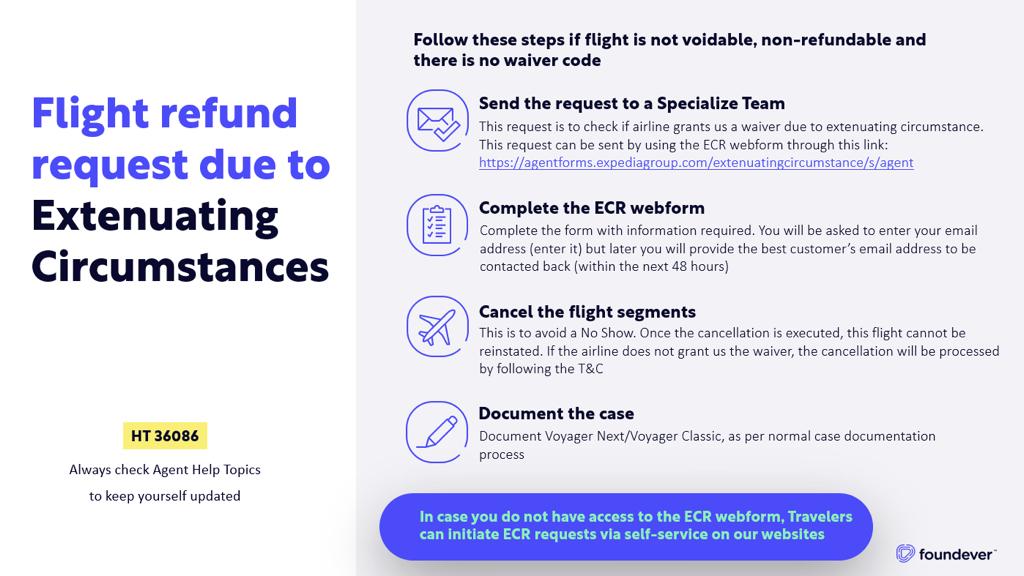 Flight refund
request due to
Extenuating
Circumstances
HT 36086
Always check Agent Help Topics
to keep yourself updated
Follow these steps if flight is not voidable, non-refundable and
there is no waiver code
Send the request to a Specialize Team
This request is to check if airline grants us a waiver due to extenuating circumstance.
This request can be sent by using the ECR webform through this link:
https://agentforms.expediagroup.com/extenuatingcircumstance/s/agent
Complete the ECR webform
Complete the form with information required. You will be asked to enter your email
address (enter it) but later you will provide the best customer's email address to be
contacted back (within the next 48 hours)
Cancel the flight segments
This is to avoid a No Show. Once the cancellation is executed, this flight cannot be
reinstated. If the airline does not grant us the waiver, the cancellation will be processed
by following the T&C
Document the case
Document Voyager Next/Voyager Classic, as per normal case documentation
process
In case you do not have access to the ECR webform, Travelers
can initiate ECR requests via self-service on our websites
foundever™